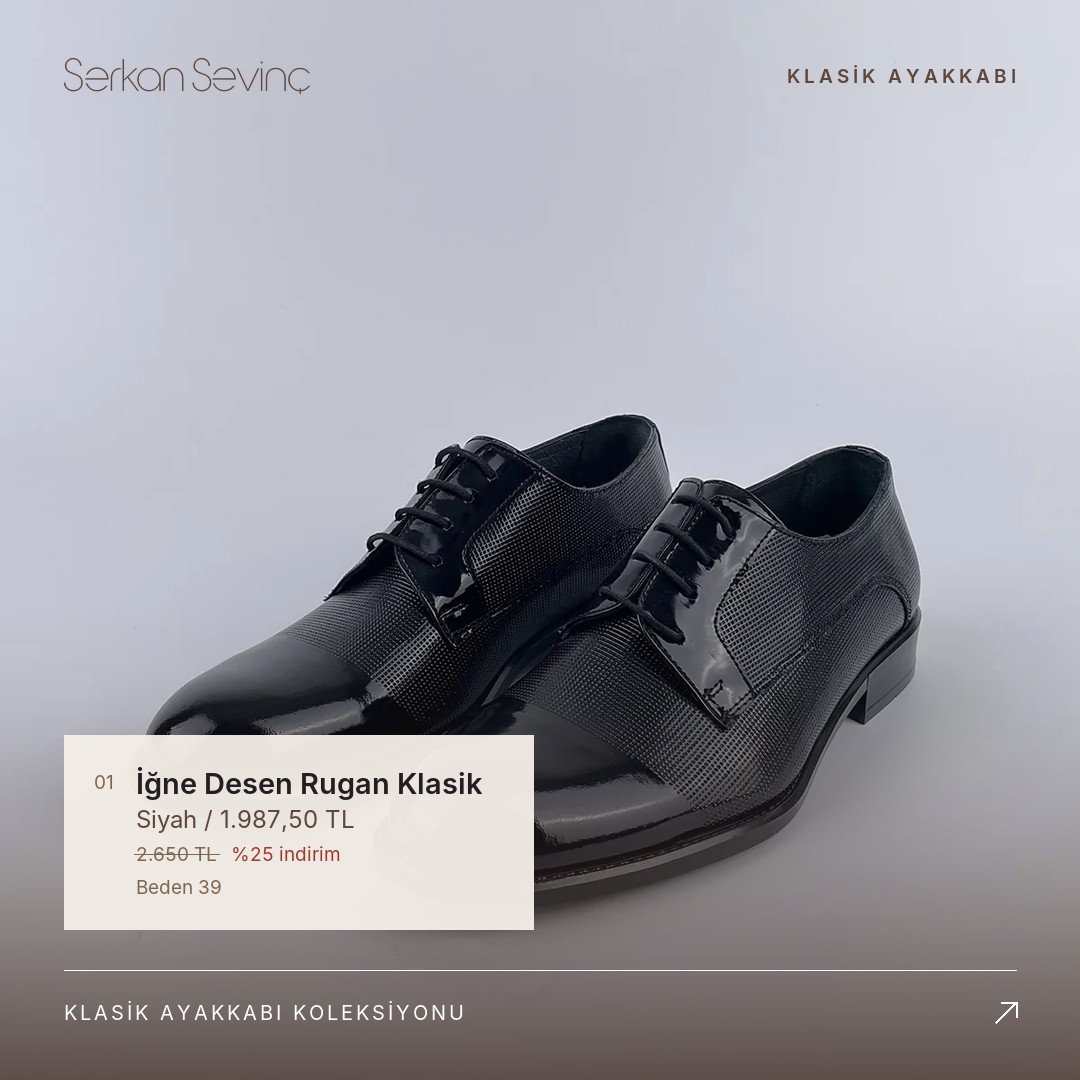 Serkan Sevinç
KLASİK AYAKKABI
01 İğne Desen Rugan Klasik
Siyah / 1.987,50 TL
2.650 TL %25 indirim
Beden 39
KLASİK AYAKKABI KOLEKSİYONU